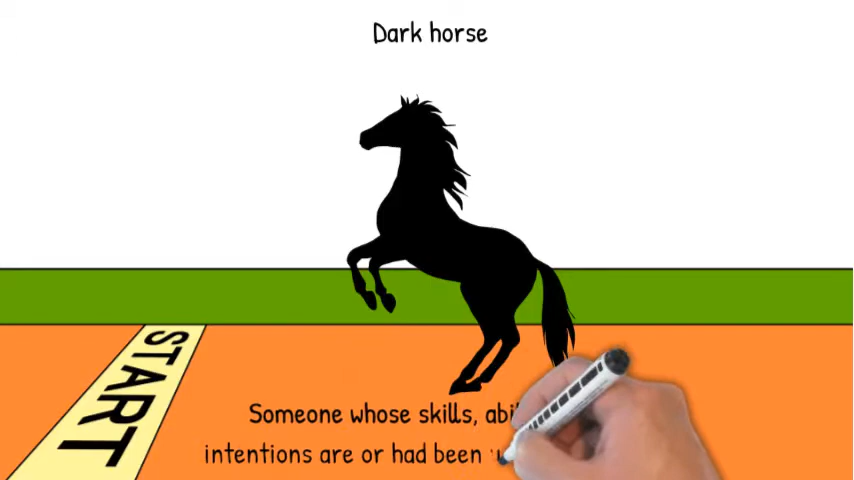 Dark horse
START
Someone whose skills,
intentions are or had been